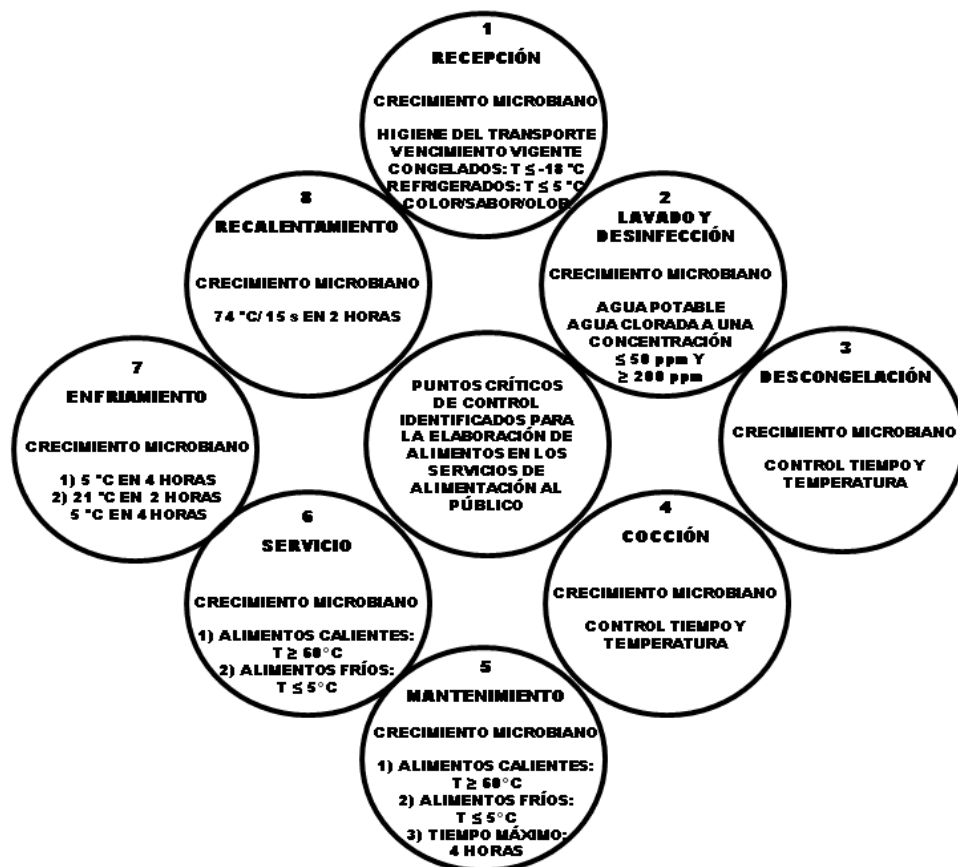 1
RECEPCIÓN
CRECIMIENTO MICROBIANO
HIGIENE DEL TRANSPORTE
VENCIMIENTO VIGENTE
CONGELADOS: T ≤ -18 °C
REFRIGERADOS: T ≤ 5 °C
COLOR/SABOR/OLOR
2
LAVADO Y
DESINFECCIÓN
CRECIMIENTO MICROBIANO
AGUA POTABLE
AGUA CLORADA A UNA
CONCENTRACIÓN
≤ 50 ppm Y
≥ 200 ppm
3
DESCONGELACIÓN
CRECIMIENTO MICROBIANO
CONTROL TIEMPO Y
TEMPERATURA
4
COCCIÓN
CRECIMIENTO MICROBIANO
CONTROL TIEMPO Y
TEMPERATURA
5
MANTENIMIENTO
CRECIMIENTO MICROBIANO
1) ALIMENTOS CALIENTES:
T ≥ 60°C
2) ALIMENTOS FRÍOS:
T ≤ 5°C
3) TIEMPO MÁXIMO:
4 HORAS
6
SERVICIO
CRECIMIENTO MICROBIANO
1) ALIMENTOS CALIENTES:
T ≥ 60°C
2) ALIMENTOS FRÍOS:
T ≤ 5°C
7
ENFRIAMIENTO
CRECIMIENTO MICROBIANO
1) 5 °C EN 4 HORAS
2) 21 °C EN 2 HORAS
5 °C EN 4 HORAS
8
RECALENTAMIENTO
CRECIMIENTO MICROBIANO
74 °C/ 15 s EN 2 HORAS
PUNTOS CRÍTICOS
DE CONTROL
IDENTIFICADOS PARA
LA ELABORACIÓN DE
ALIMENTOS EN LOS
SERVICIOS DE
ALIMENTACIÓN AL
PÚBLICO